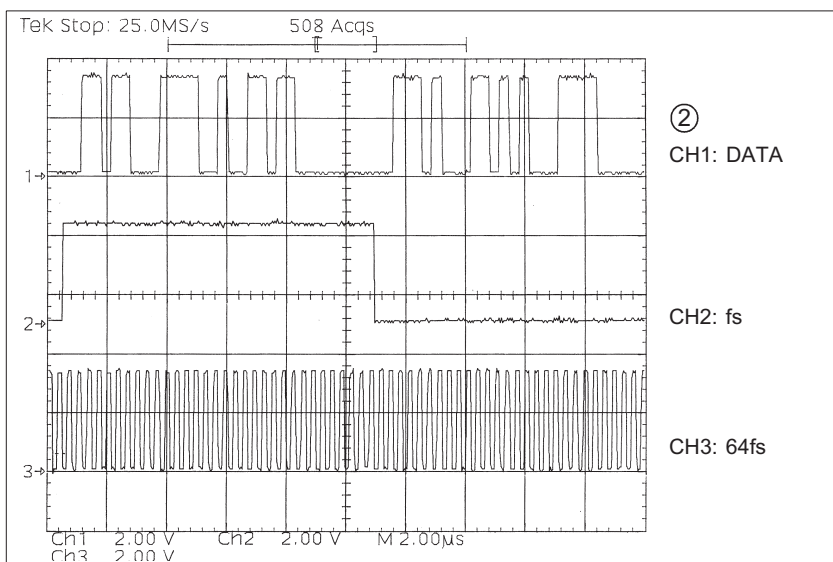 Tek Stop: 25.0MS/s 508 Acqs
②
CH1: DATA
1
CH2: fs
2
CH3: 64fs
3
Ch1 2.00 V Ch2 2.00 V M 2.00µs
Ch3 2.00 V